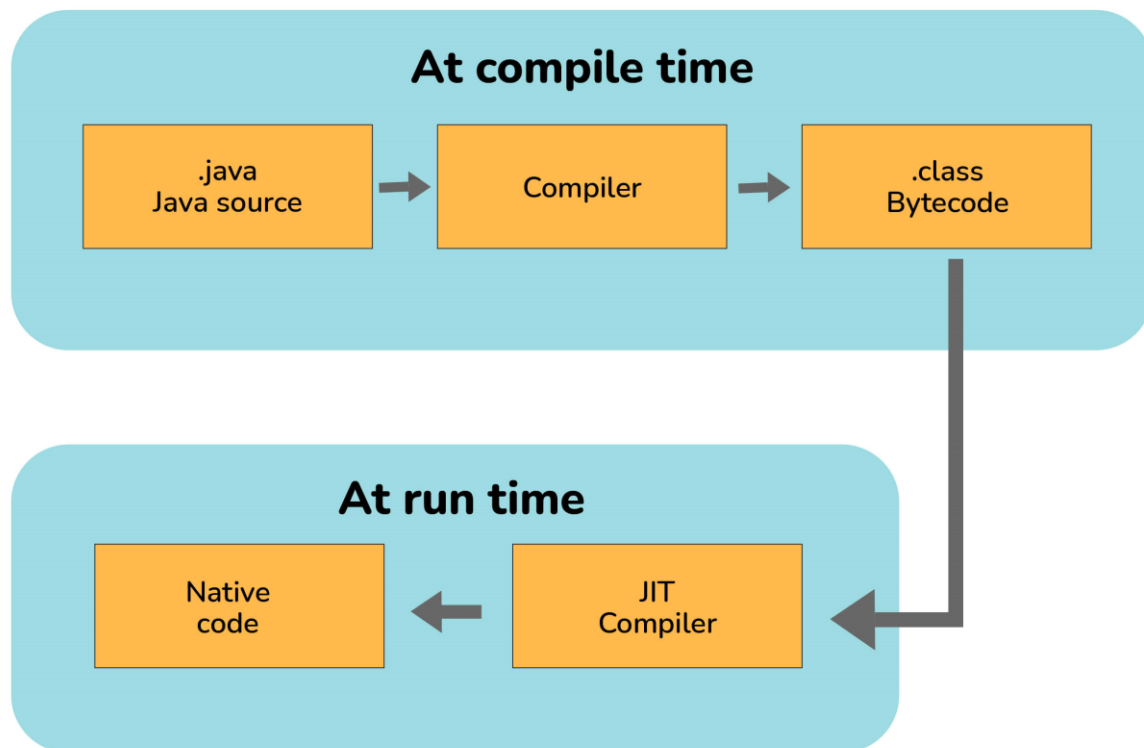 At compile time
.java
Java source
Compiler
.class
Bytecode
At run time
Native
code
JIT
Compiler